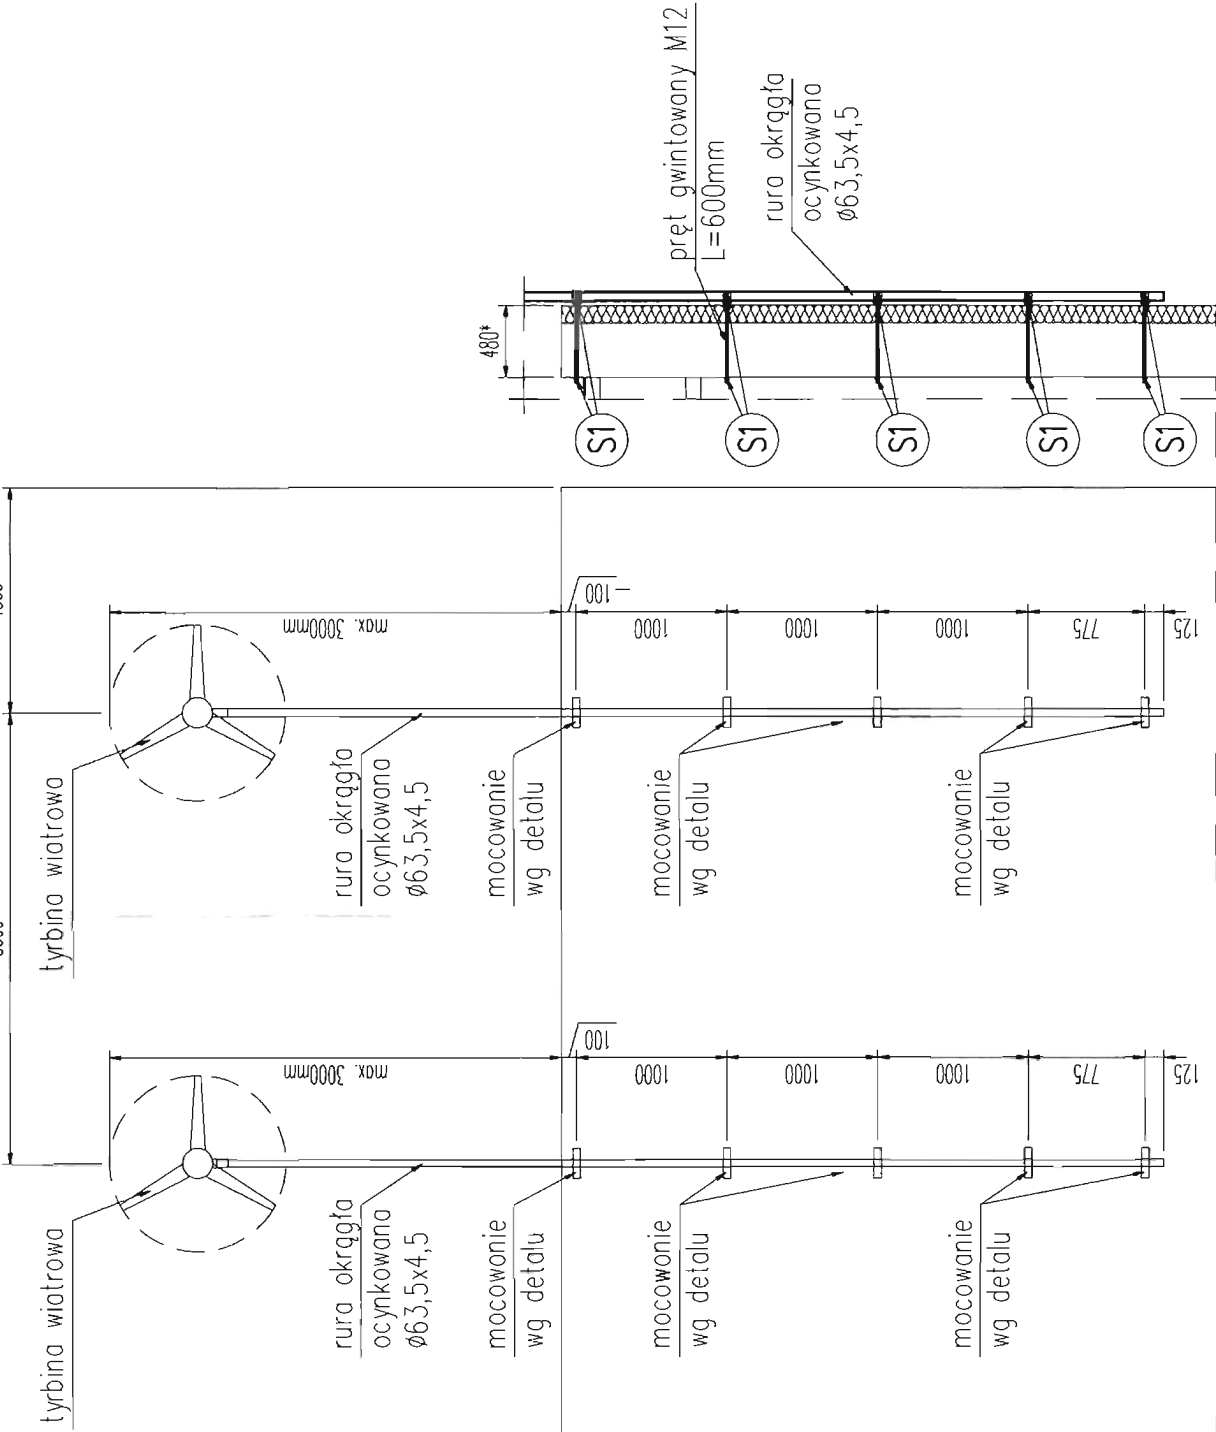 pręt gwintowany M12
L=600mm
rura okrągła
ocynkowana
ø63,5x4,5
480*
S1
S1
S1
S1
S1
tyrbina wiatrowa
max. 3000mm
100
1000
1000
1000
775
125
rura okrągła
ocynkowana
ø63,5x4,5
mocowanie
wg detalu
mocowanie
wg detalu
mocowanie
wg detalu
tyrbina wiatrowa
max. 3000mm
100
1000
1000
1000
775
125
rura okrągła
ocynkowana
ø63,5x4,5
mocowanie
wg detalu
mocowanie
wg detalu
mocowanie
wg detalu